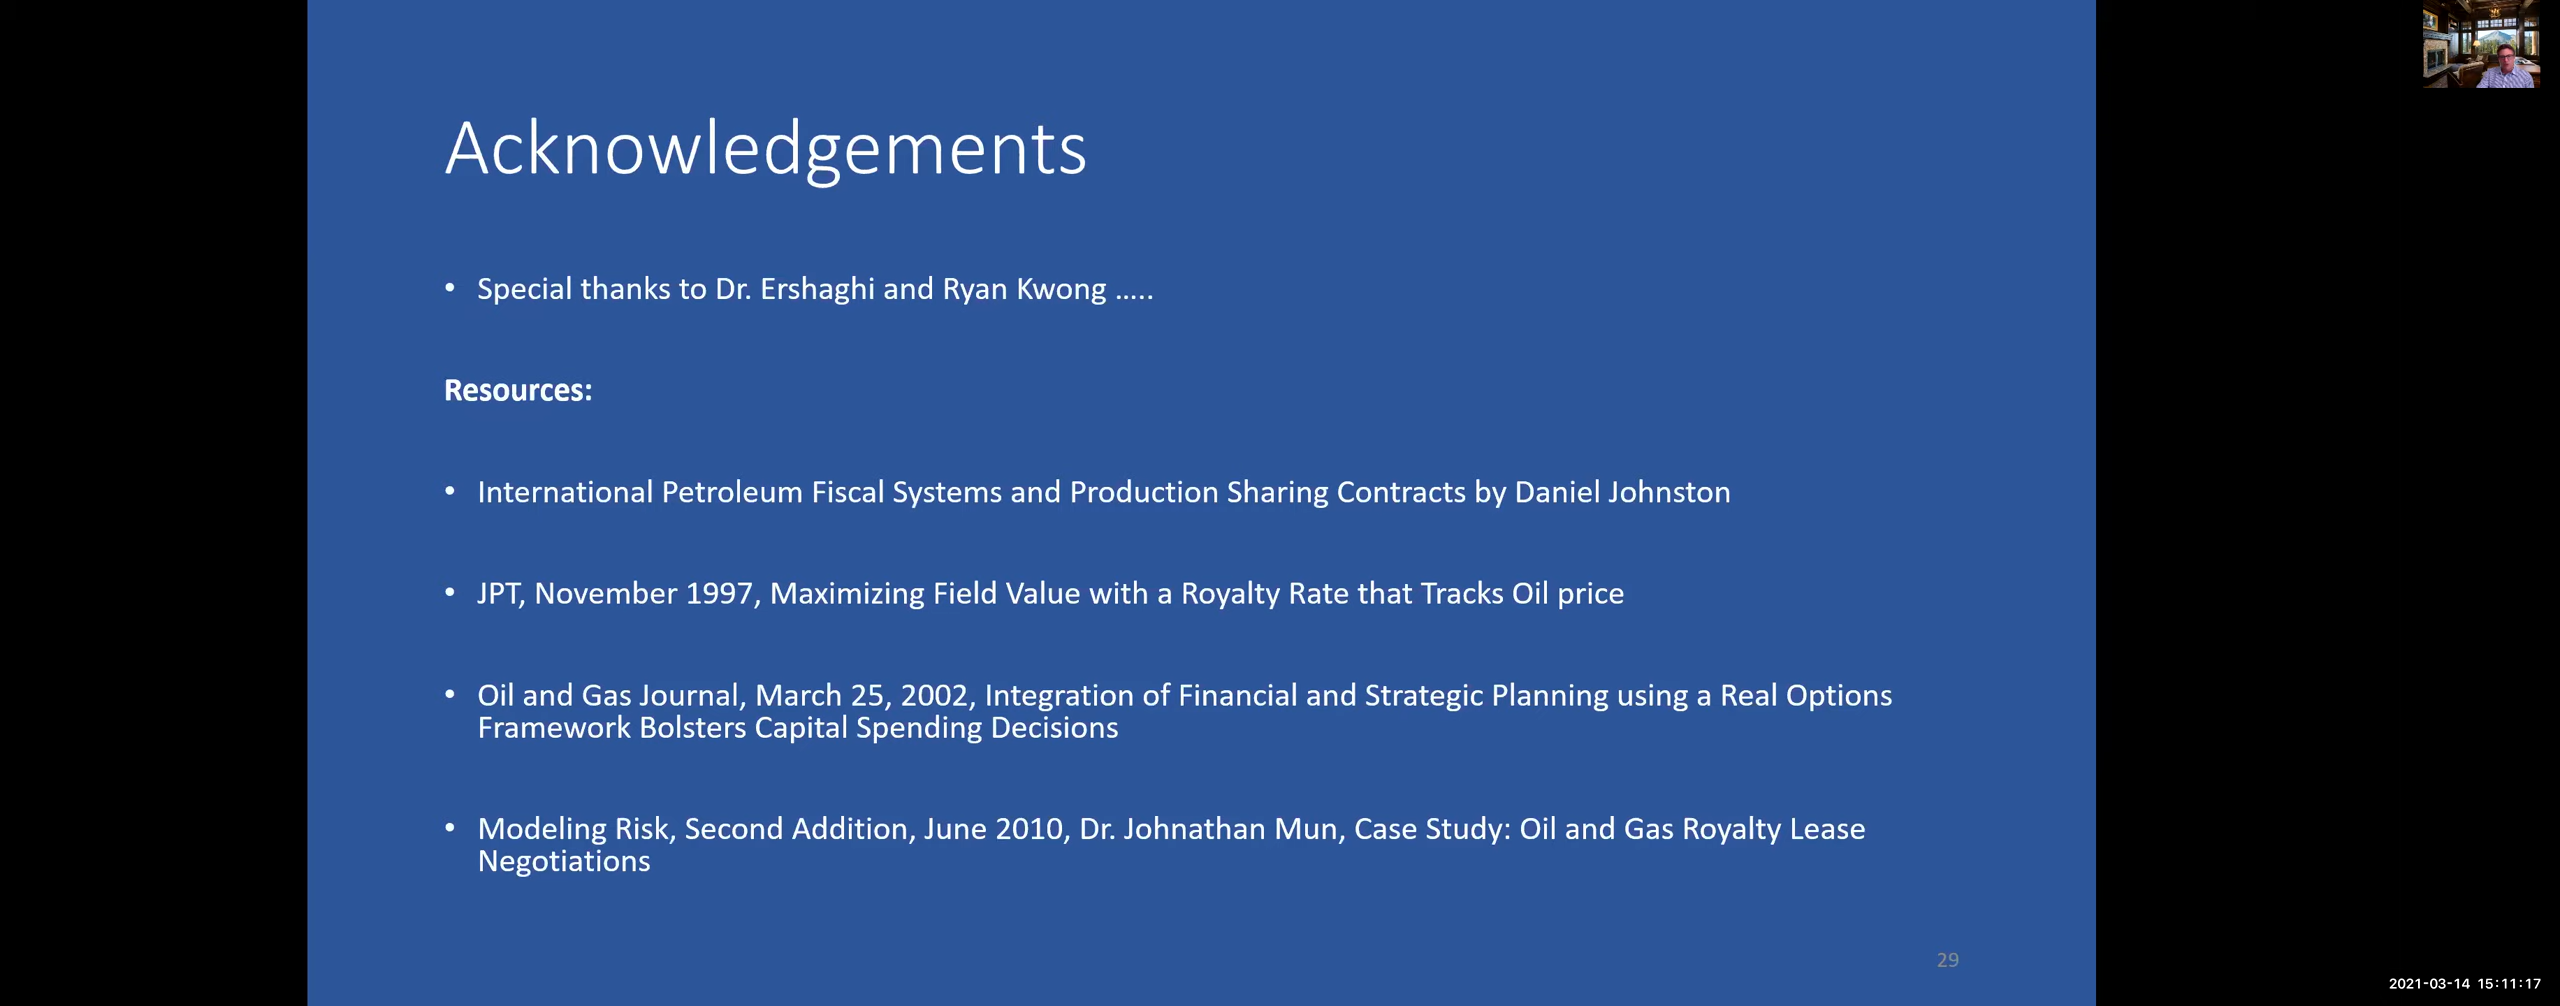 Acknowledgements
• Special thanks to Dr. Ershaghi and Ryan Kwong .....
Resources:
• International Petroleum Fiscal Systems and Production Sharing Contracts by Daniel Johnston
• JPT, November 1997, Maximizing Field Value with a Royalty Rate that Tracks Oil price
• Oil and Gas Journal, March 25, 2002, Integration of Financial and Strategic Planning using a Real Options
Framework Bolsters Capital Spending Decisions
• Modeling Risk, Second Addition, June 2010, Dr. Johnathan Mun, Case Study: Oil and Gas Royalty Lease
Negotiations
29
2021-03-14 15:11:17